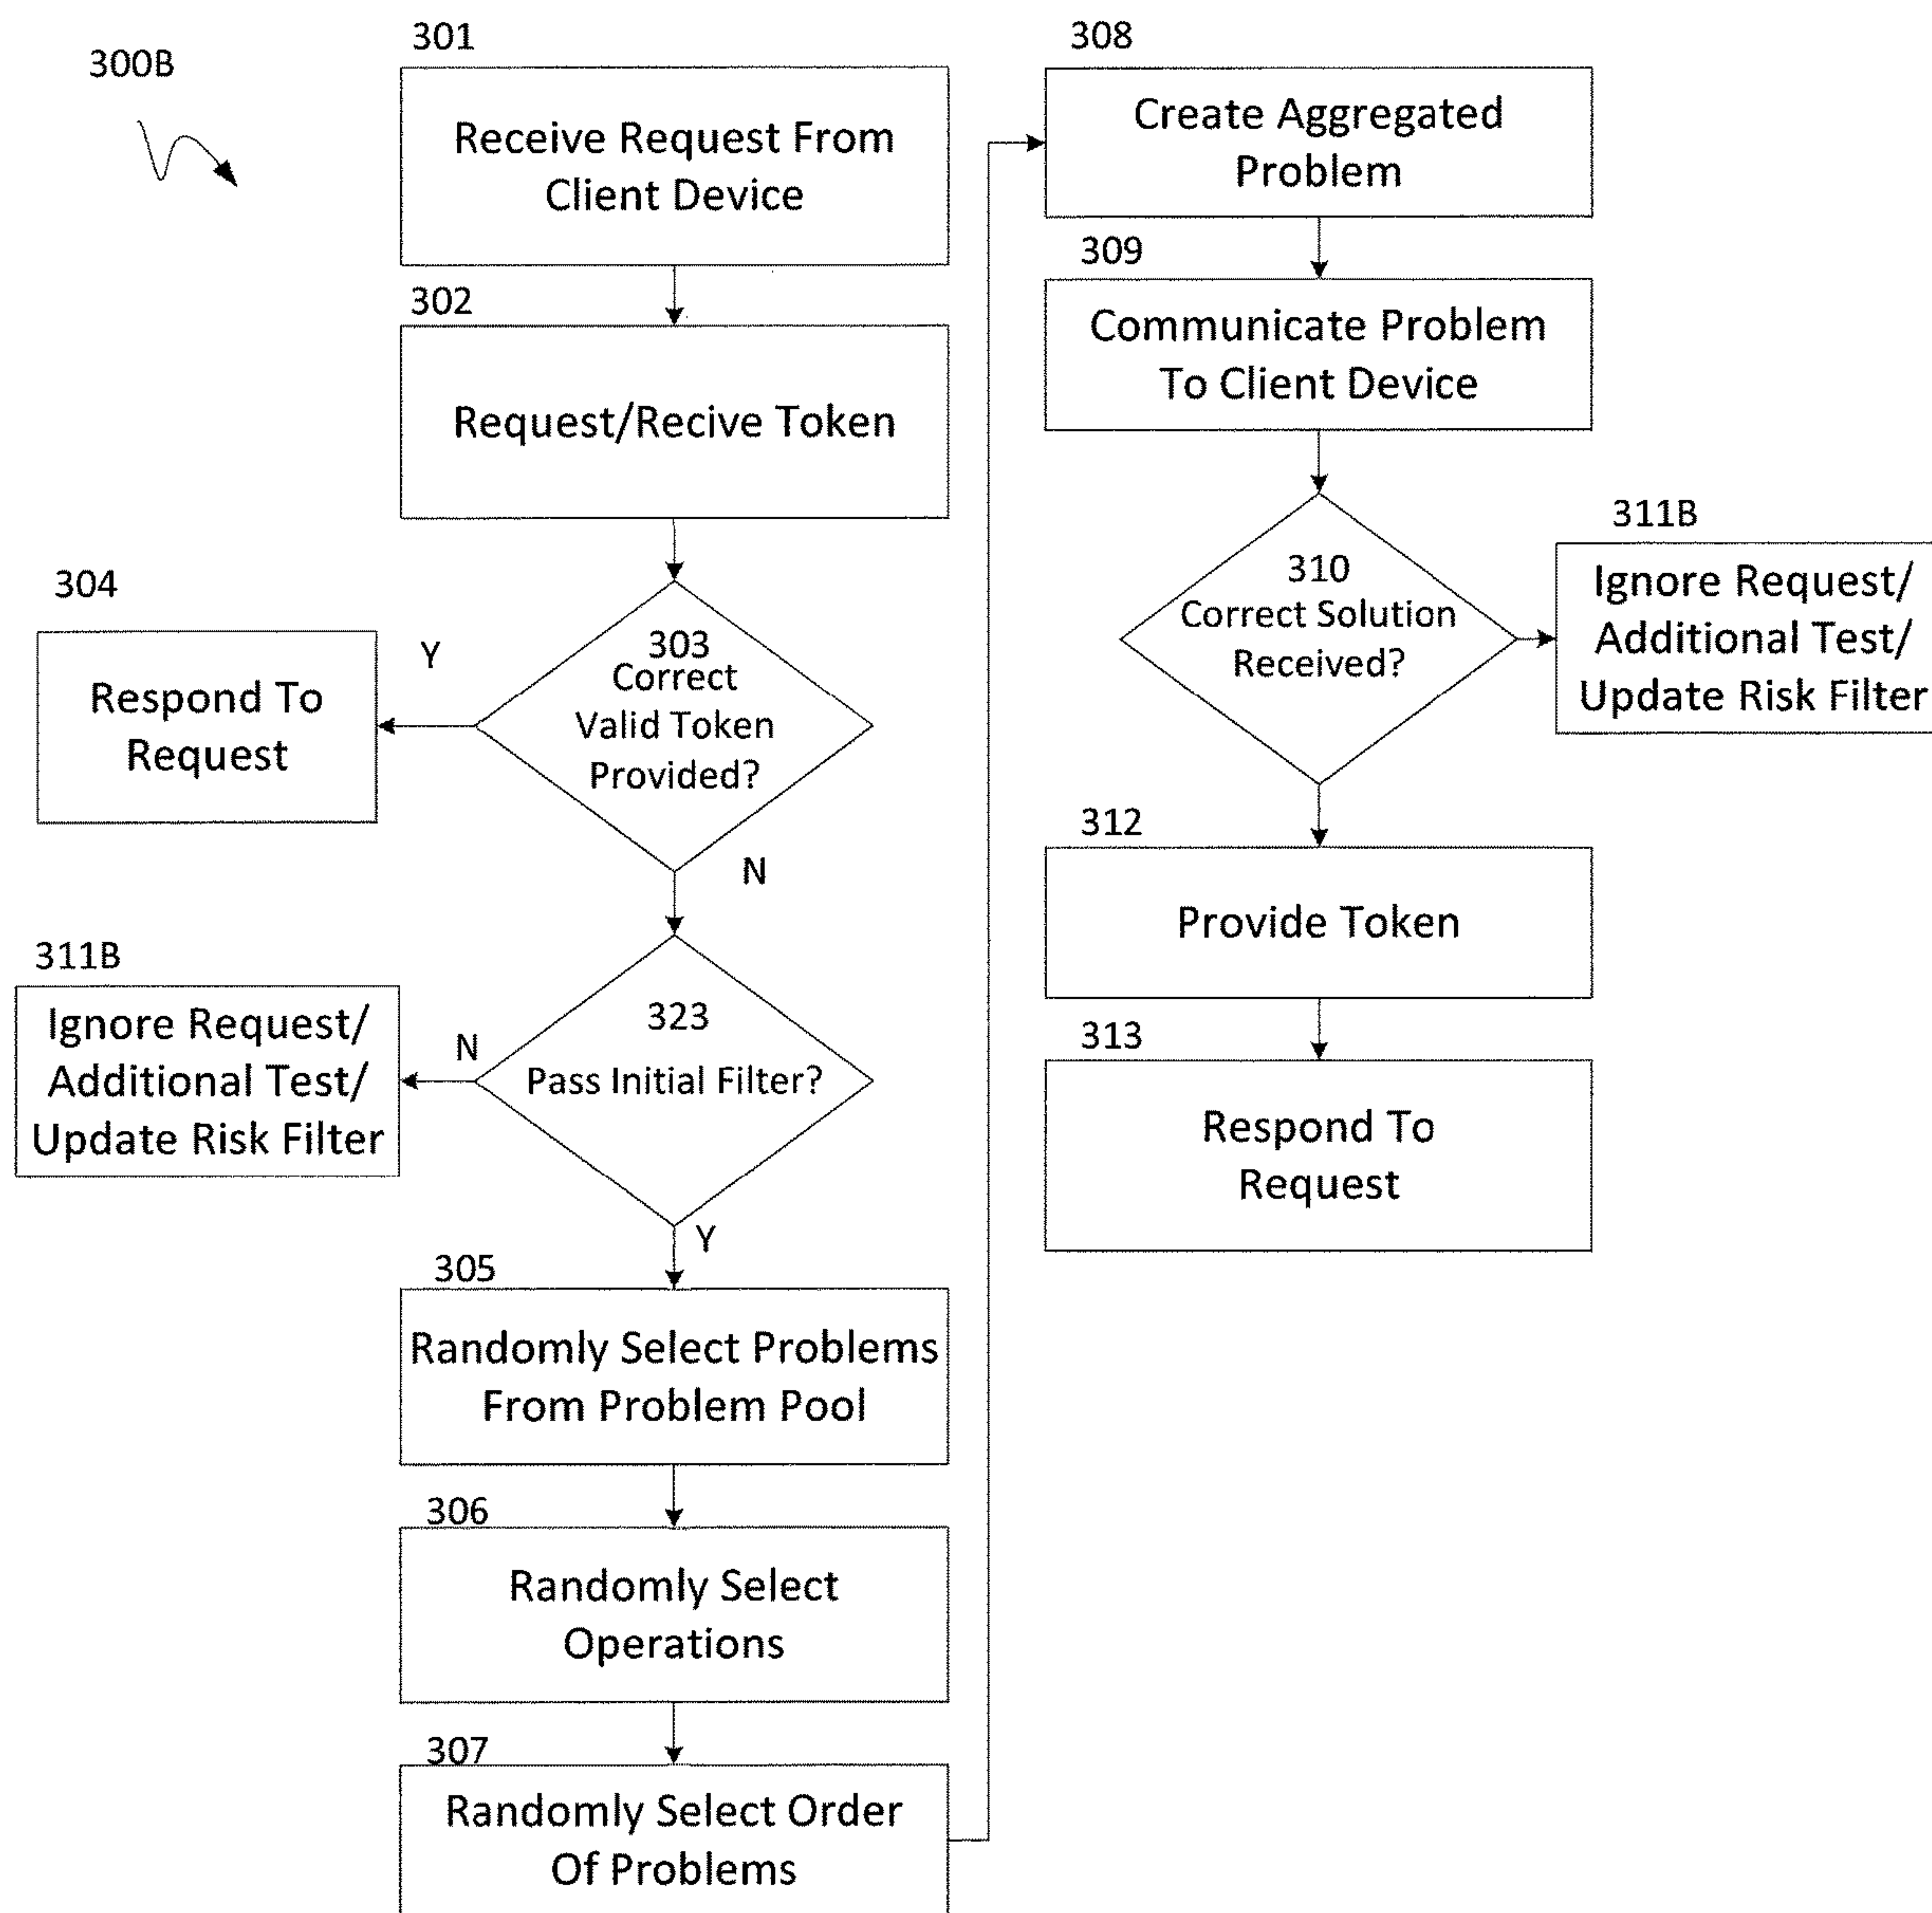 300B
301
Receive Request From
Client Device
302
Request/Recive Token
303
Correct
Valid Token
Provided?
Y
304
Respond To
Request
N
323
Pass Initial Filter?
N
311B
Ignore Request/
Additional Test/
Update Risk Filter
Y
305
Randomly Select Problems
From Problem Pool
306
Randomly Select
Operations
307
Randomly Select Order
Of Problems
308
Create Aggregated
Problem
309
Communicate Problem
To Client Device
310
Correct Solution
Received?
311B
Ignore Request/
Additional Test/
Update Risk Filter
312
Provide Token
313
Respond To
Request